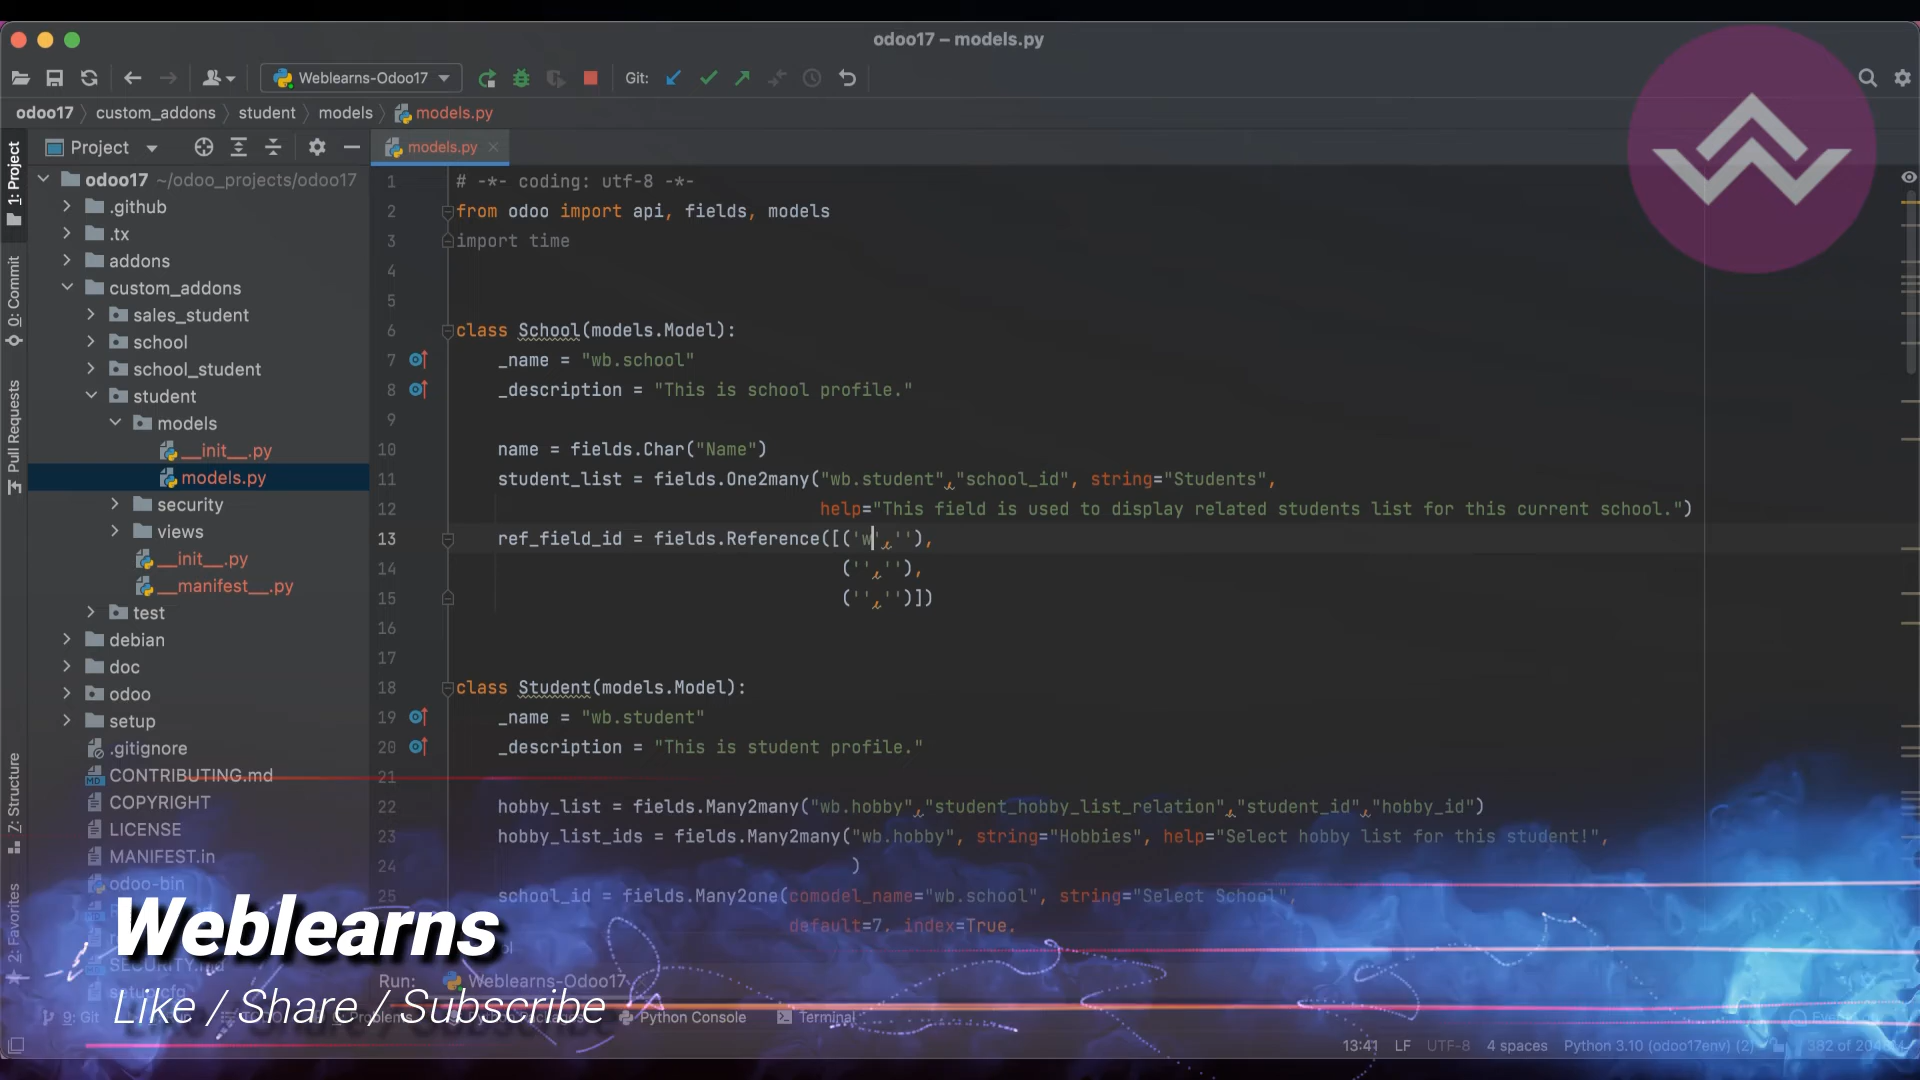 odoo17 – models.py
Weblearns-Odoo17
Git:
odoo17
custom_addons
student
models
models.py
Project
models.py
1: Project
0: Commit
Pull Requests
Z: Structure
2: Favorites
odoo17 ~/odoo_projects/odoo17
.github
.tx
addons
custom_addons
sales_student
school
school_student
student
models
__init__.py
models.py
security
views
__init__.py
__manifest__.py
test
debian
doc
odoo
setup
.gitignore
CONTRIBUTING.md
COPYRIGHT
LICENSE
MANIFEST.in
odoo-bin
SECURITY.md
setup.cfg
1 # -*- coding: utf-8 -*-
2 from odoo import api, fields, models
3 import time
4
5
6 class School(models.Model):
7 _name = "wb.school"
8 _description = "This is school profile."
9
10 name = fields.Char("Name")
11 student_list = fields.One2many("wb.student","school_id", string="Students",
12 help="This field is used to display related students list for this current school.")
13 ref_field_id = fields.Reference([('w',''),
14 ('',''),
15 ('','')])
16
17
18 class Student(models.Model):
19 _name = "wb.student"
20 _description = "This is student profile."
21
22 hobby_list = fields.Many2many("wb.hobby","student_hobby_list_relation","student_id","hobby_id")
23 hobby_list_ids = fields.Many2many("wb.hobby", string="Hobbies", help="Select hobby list for this student!",
24 )
25 school_id = fields.Many2one(comodel_name="wb.school", string="Select School",
default=7, index=True,
Weblearns
Like / Share / Subscribe
Run: Weblearns-Odoo17
9: Git
Problems
Python Packages
Python Console
Terminal
13:41 LF UTF-8 4 spaces Python 3.10 (odoo17env) (2)